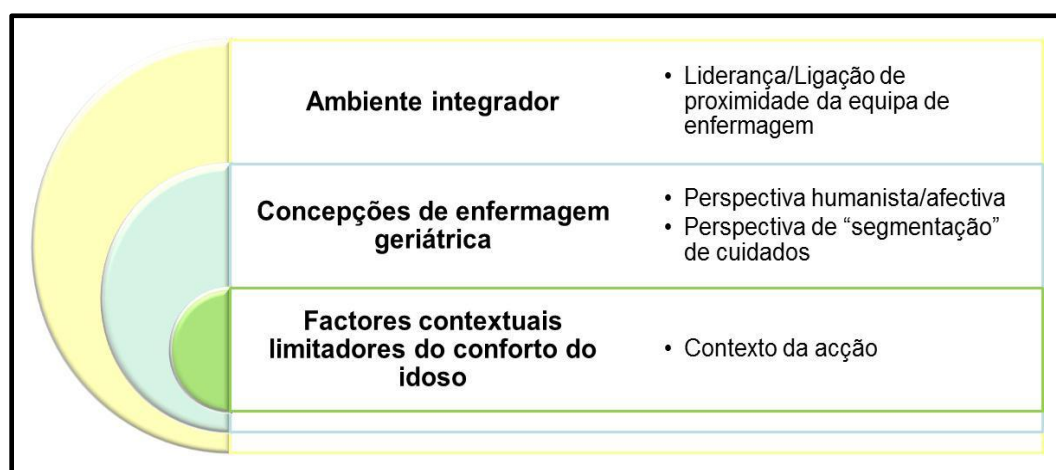 Ambiente integrador
• Liderança/Ligação de
proximidade da equipa de
enfermagem
Concepções de enfermagem
geriátrica
• Perspectiva humanista/afectiva
• Perspectiva de “segmentação”
de cuidados
Factores contextuais
limitadores do conforto do
idoso
• Contexto da acção